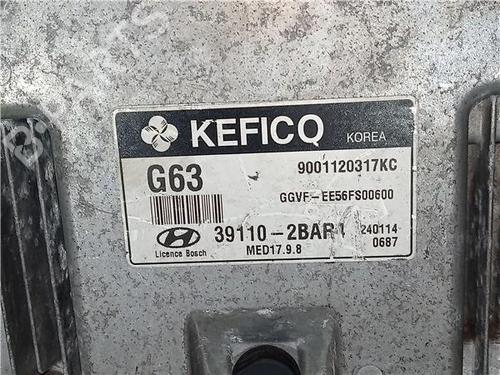 KEFICO KOREA
G63 9001120317KC
GGVF-EE56FS00600
39110-2BAR1 240114
Licence Bosch MED17.9.8 0687